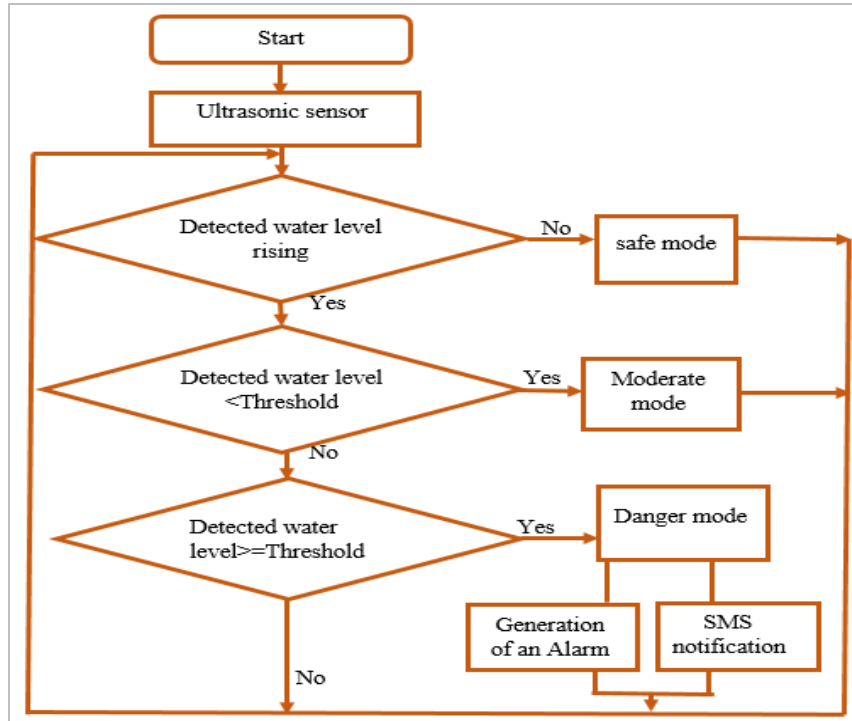 Start
Ultrasonic sensor
Detected water level
rising
No
safe mode
Yes
Detected water level
<Threshold
Yes
Moderate
mode
No
Detected water
level>=Threshold
Yes
Danger mode
Generation
of an Alarm
SMS
notification
No